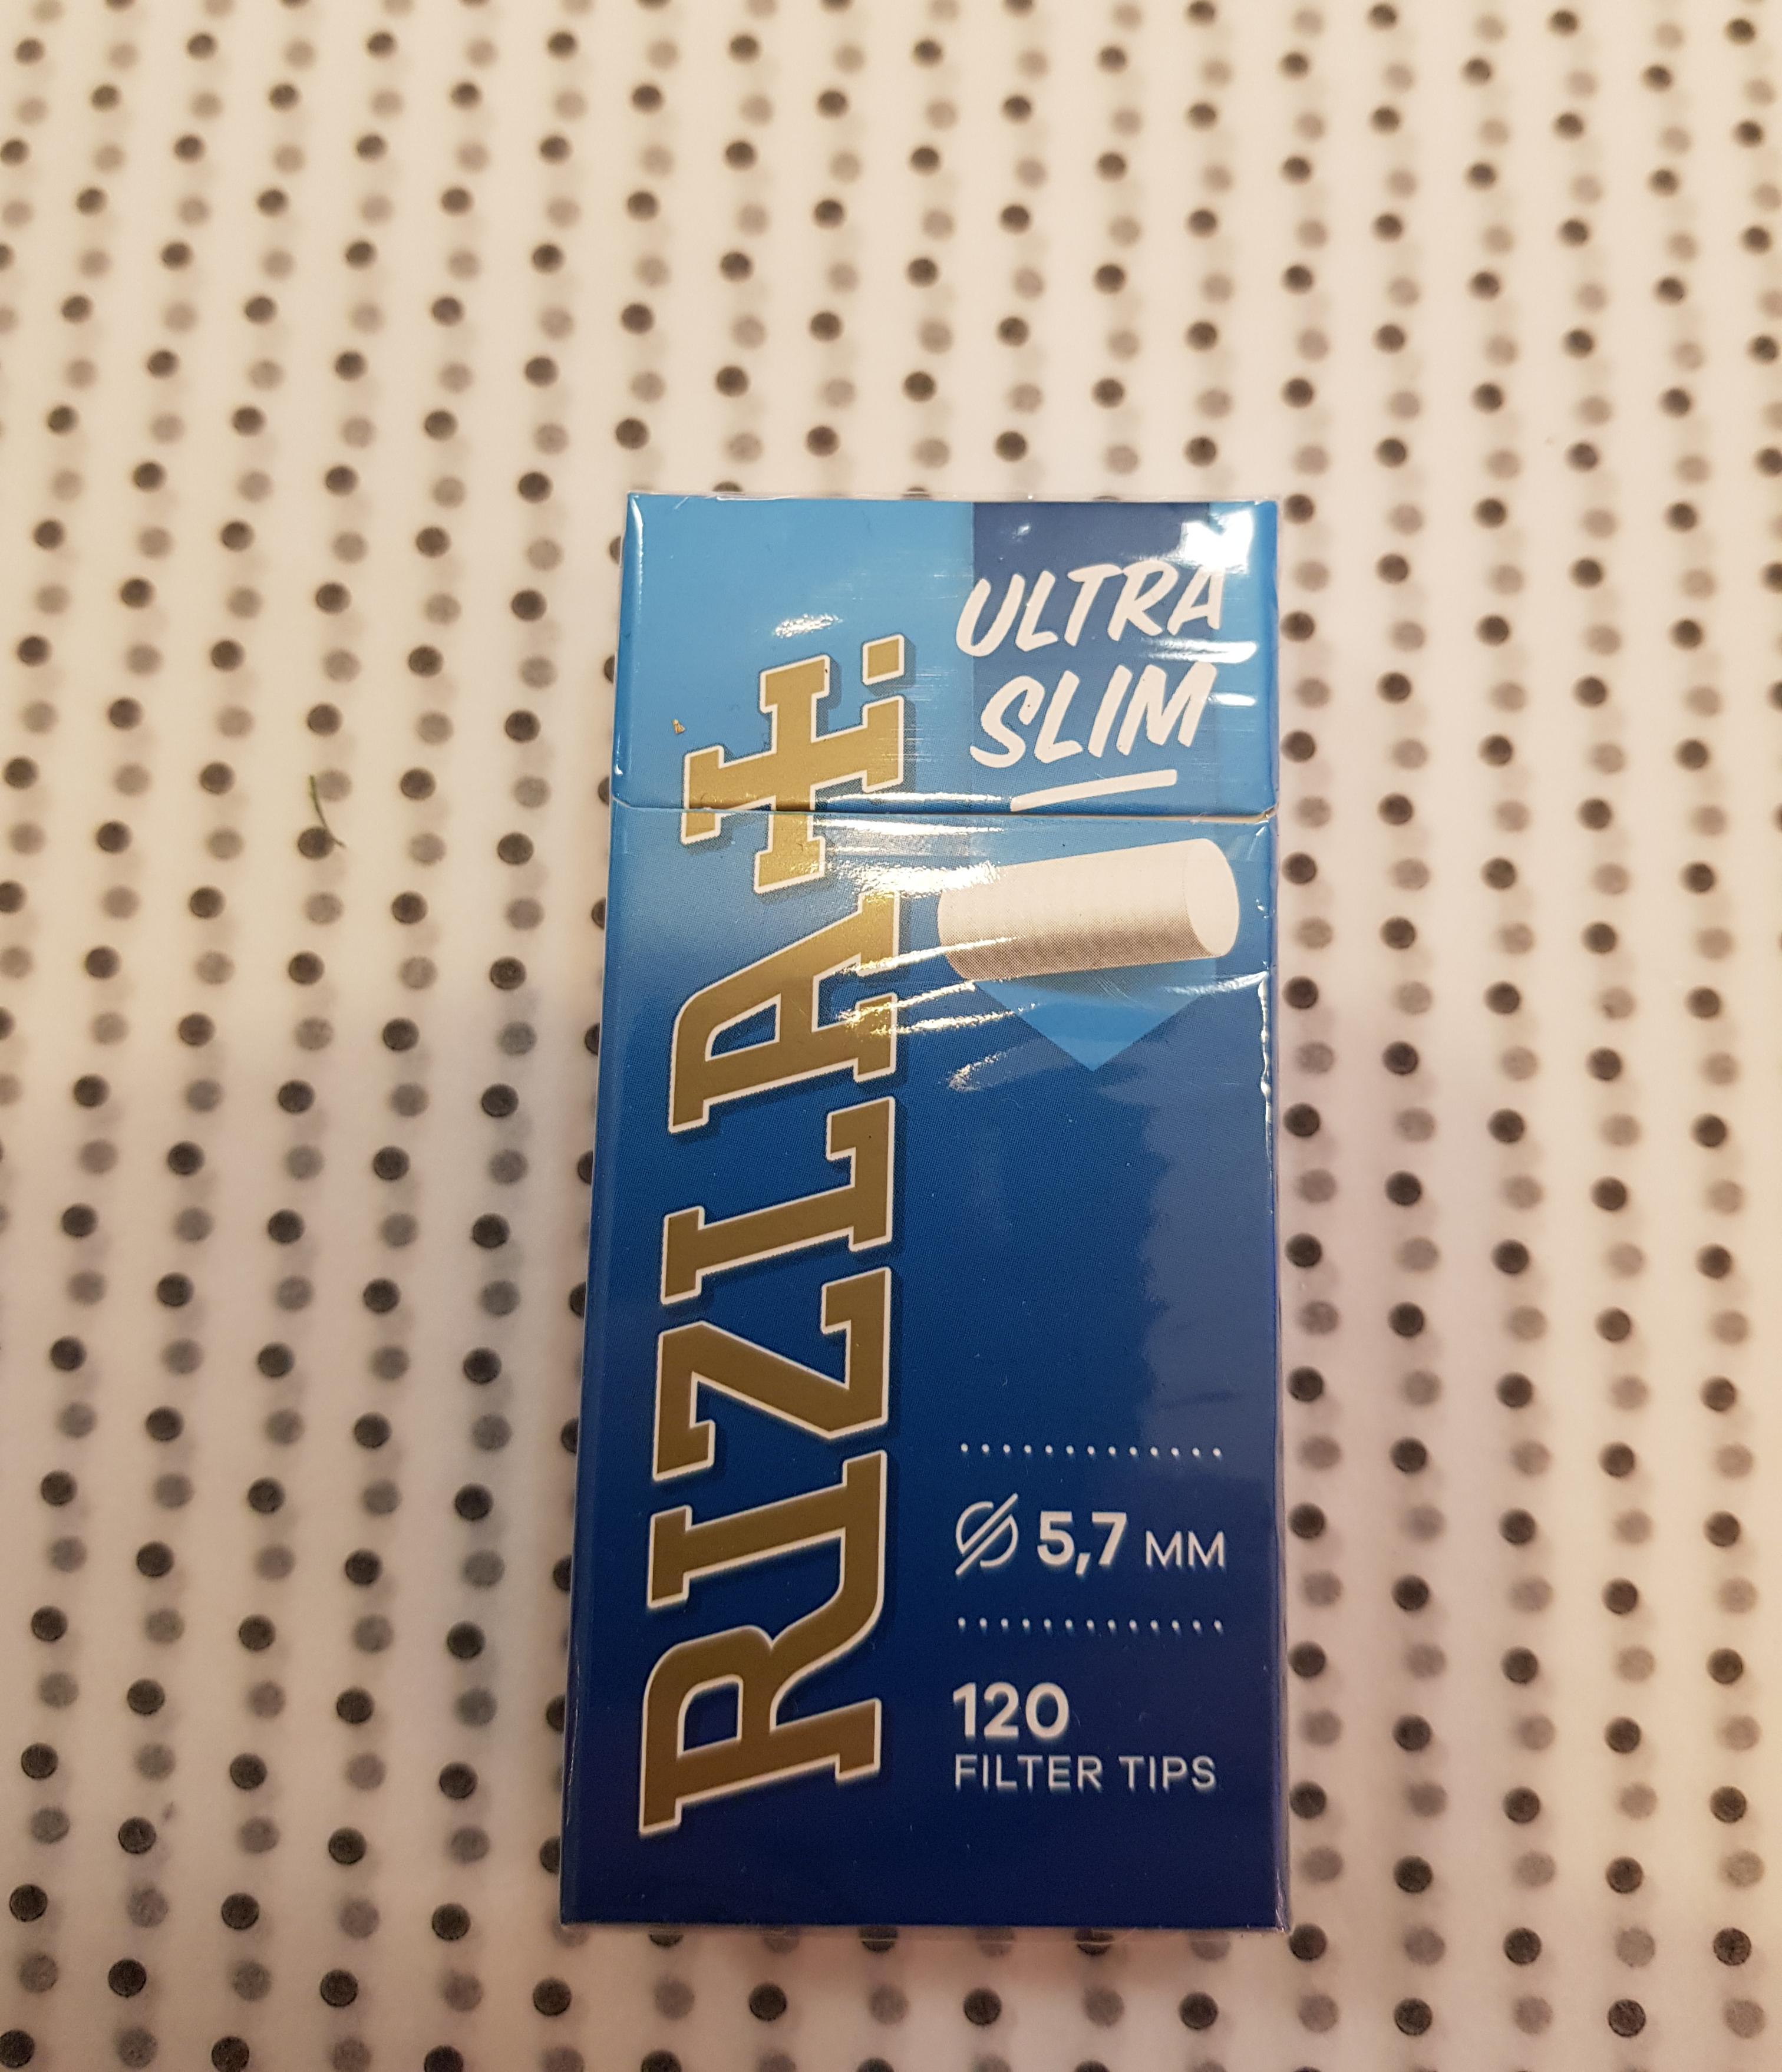 RIZLA+.
ULTRA
SLIM
Ø 5,7 MM
120
FILTER TIPS